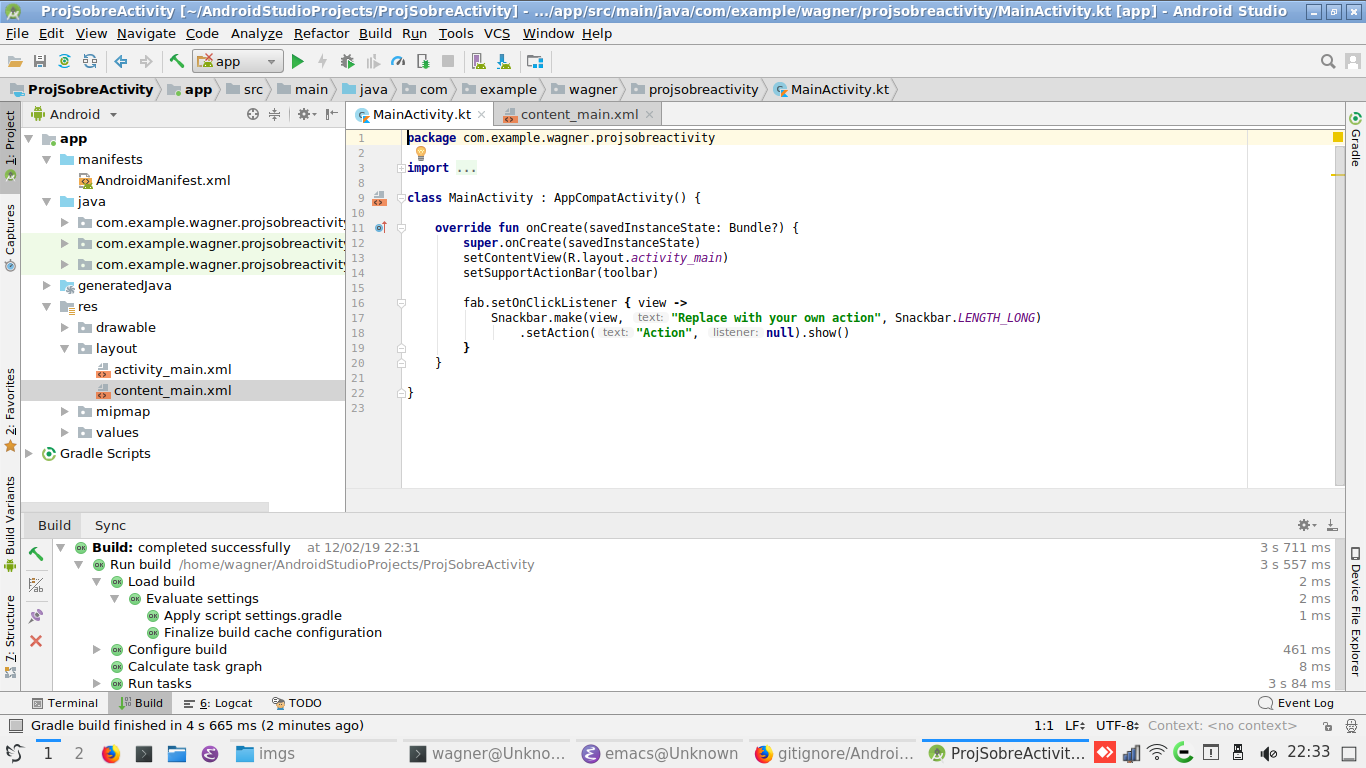 ProjSobreActivity [~/AndroidStudioProjects/ProjSobreActivity] - .../app/src/main/java/com/example/wagner/projsobreactivity/MainActivity.kt [app] - Android Studio
File Edit View Navigate Code Analyze Refactor Build Run Tools VCS Window Help
app
ProjSobreActivity app src main java com example wagner projsobreactivity MainActivity.kt
1: Project
Captures
2: Favorites
Build Variants
7: Structure
Android
app
manifests
AndroidManifest.xml
java
com.example.wagner.projsobreactivity
com.example.wagner.projsobreactivity
com.example.wagner.projsobreactivity
generatedJava
res
drawable
layout
activity_main.xml
content_main.xml
mipmap
values
Gradle Scripts
MainActivity.kt content_main.xml
1 package com.example.wagner.projsobreactivity
2
3 import ...
8
9 class MainActivity : AppCompatActivity() {
10
11 override fun onCreate(savedInstanceState: Bundle?) {
12 super.onCreate(savedInstanceState)
13 setContentView(R.layout.activity_main)
14 setSupportActionBar(toolbar)
15
16 fab.setOnClickListener { view ->
17 Snackbar.make(view, text: "Replace with your own action", Snackbar.LENGTH_LONG)
18 .setAction( text: "Action", listener: null).show()
19 }
20 }
21
22 }
23
Gradle
Device File Explorer
Build Sync
Build: completed successfully at 12/02/19 22:31 3 s 711 ms
Run build /home/wagner/AndroidStudioProjects/ProjSobreActivity 3 s 557 ms
Load build 2 ms
Evaluate settings 2 ms
Apply script settings.gradle 1 ms
Finalize build cache configuration
Configure build 461 ms
Calculate task graph 8 ms
Run tasks 3 s 84 ms
Terminal Build 6: Logcat TODO Event Log
Gradle build finished in 4 s 665 ms (2 minutes ago) 1:1 LF UTF-8 Context: <no context>
1 2 imgs wagner@Unkno... emacs@Unknown gitignore/Androi... ProjSobreActivit... 22:33